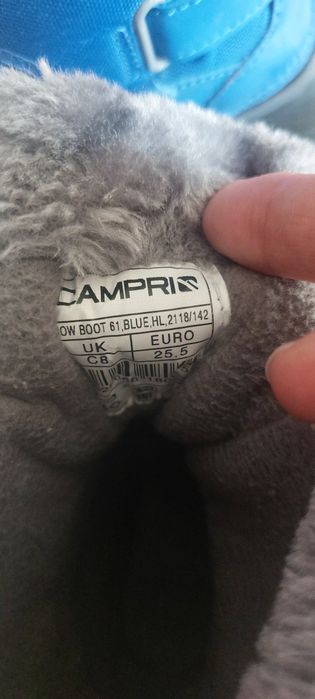 CAMPRI
OW BOOT 61,BLUE,HL,2118/142
UK EURO
C8 25.5